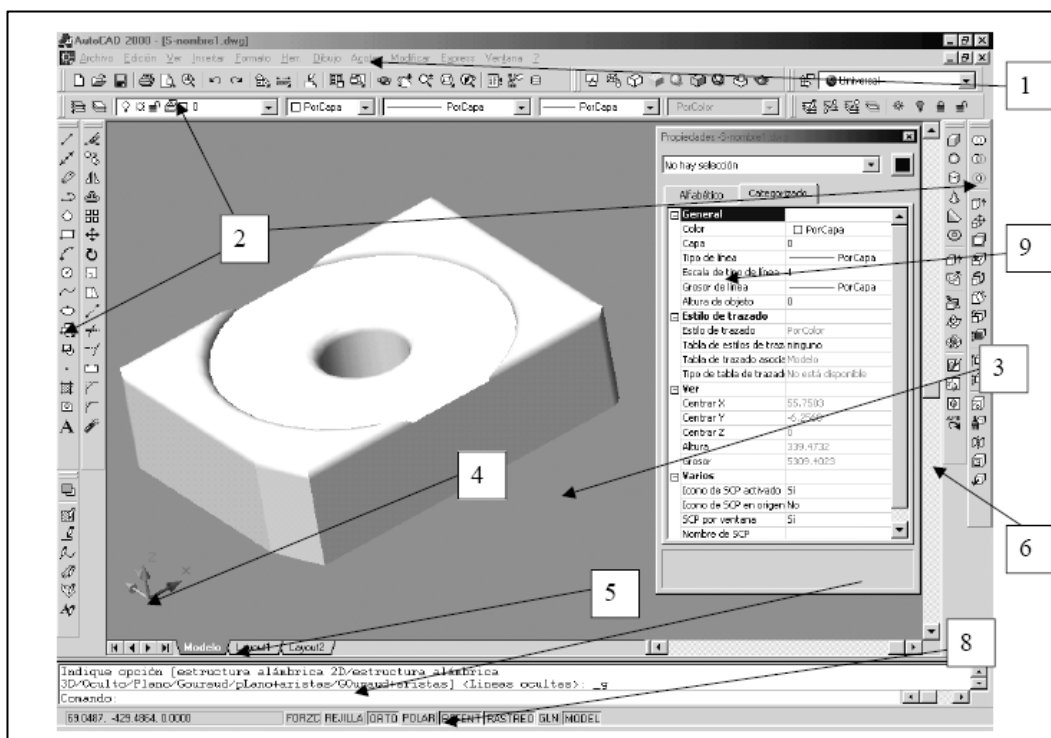 AutoCAD 2000 - [S-nombre1.dwg]
Archivo Edición Ver Insertar Formato Herr. Dibujo Acotar Modificar Express Ventana ?
Universal
1
0 PorCapa PorCapa PorCapa PorColor
Propiedades -S-nombre1.dwg
No hay selección
Alfabético Categorizado
General
Color PorCapa
Capa 0
2
Tipo de línea PorCapa
9
Escala de tipo de línea
Grosor de línea PorCapa
Altura de objeto 0
Estilo de trazado
Estilo de trazado PorColor
Tabla de estilos de traz ninguno
3
Tabla de trazado asocia Modelo
Tipo de tabla de trazad No está disponible
Ver
Centrar X 55.7503
Centrar Y
Centrar Z 0
A
Altura 339.4732
4
Grosor 5309.4023
Varios
Icono de SCP activado Sí
Icono de SCP en origen No
SCP por ventana Sí
6
Nombre de SCP
Z
X
5
Modelo Layout1 Layout2
8
Indique opción [estructura alámbrica 2D/estructura alámbrica
3D/Oculto/Plano/Gouraud/pLano+aristas/GOuraud+aristas] <Líneas ocultas>: _g
Comando:
69.0487, -429.4864, 0.0000 FORZC REJILLA ORTO POLAR REFENT RASTREO GLN MODEL